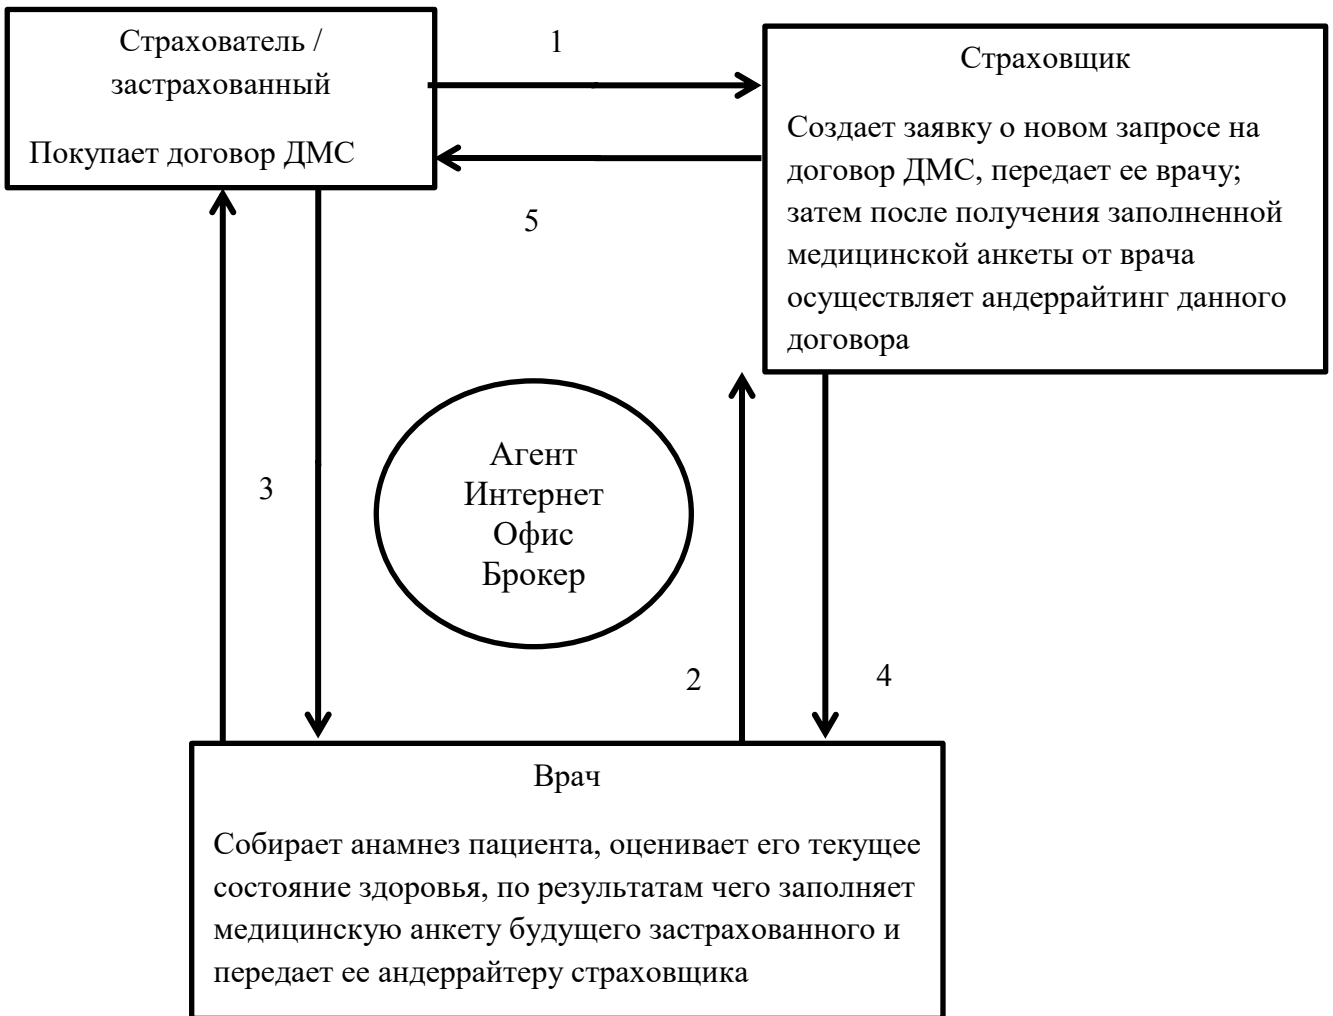 Страхователь /
застрахованный
Покупает договор ДМС
1
5
Страховщик
Создает заявку о новом запросе на
договор ДМС, передает ее врачу;
затем после получения заполненной
медицинской анкеты от врача
осуществляет андеррайтинг данного
договора
3
Агент
Интернет
Офис
Брокер
2
4
Врач
Собирает анамнез пациента, оценивает его текущее
состояние здоровья, по результатам чего заполняет
медицинскую анкету будущего застрахованного и
передает ее андеррайтеру страховщика